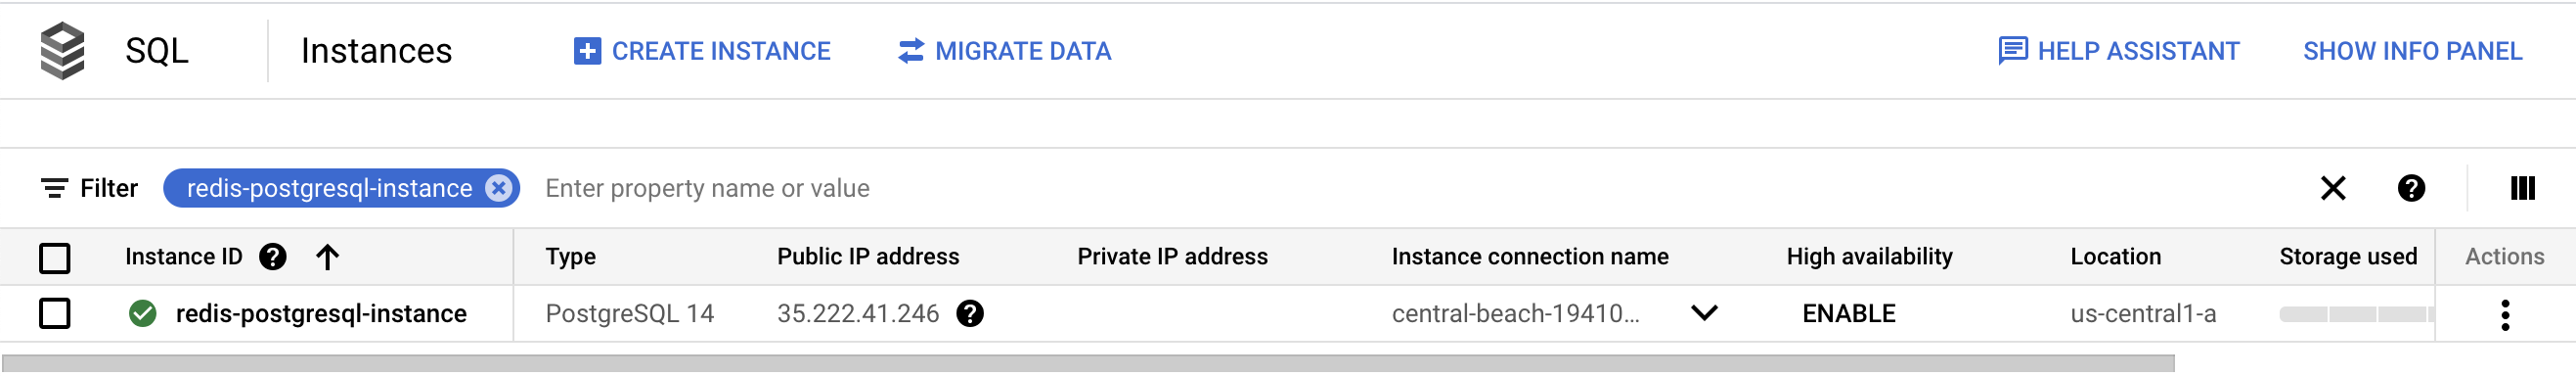 SQL Instances CREATE INSTANCE MIGRATE DATA HELP ASSISTANT SHOW INFO PANEL
Filter redis-postgresql-instance Enter property name or value
Instance ID Type Public IP address Private IP address Instance connection name High availability Location Storage used Actions
redis-postgresql-instance PostgreSQL 14 35.222.41.246 central-beach-19410... ENABLE us-central1-a